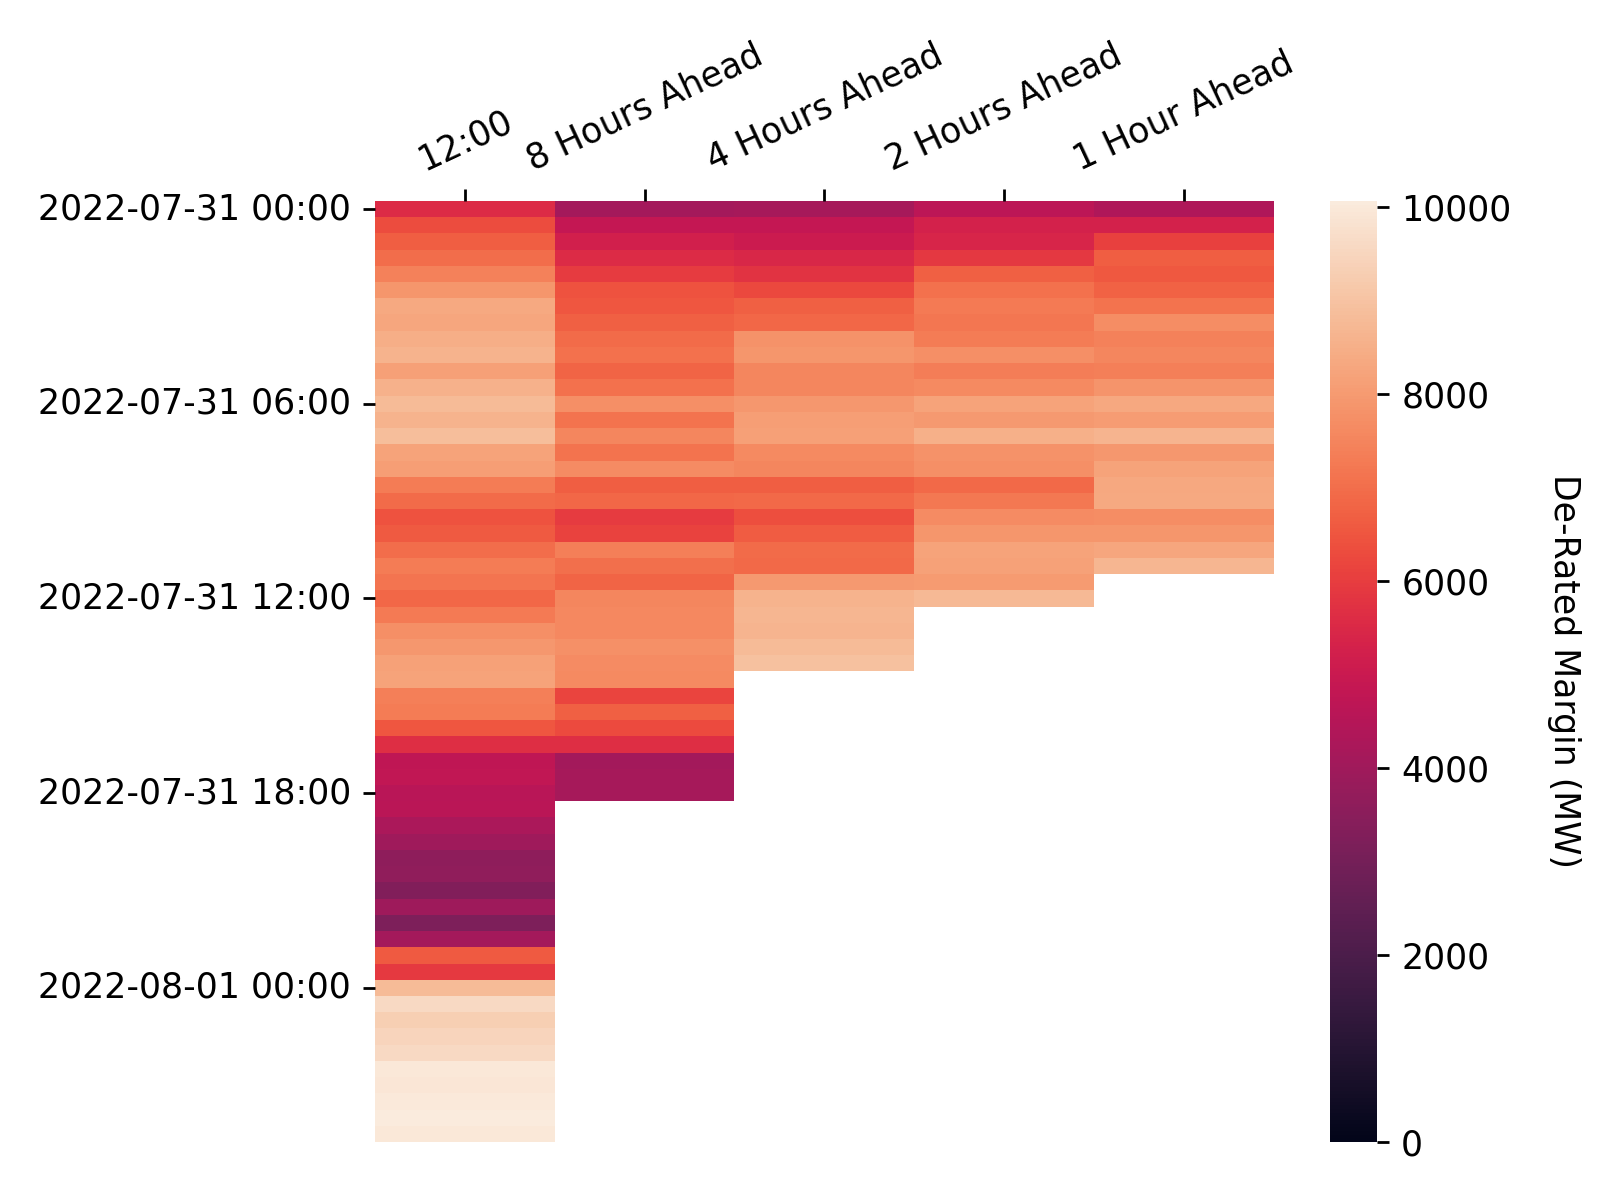 12:00
8 Hours Ahead
4 Hours Ahead
2 Hours Ahead
1 Hour Ahead
2022-07-31 00:00
2022-07-31 06:00
2022-07-31 12:00
2022-07-31 18:00
2022-08-01 00:00
10000
8000
6000
4000
2000
0
De-Rated Margin (MW)